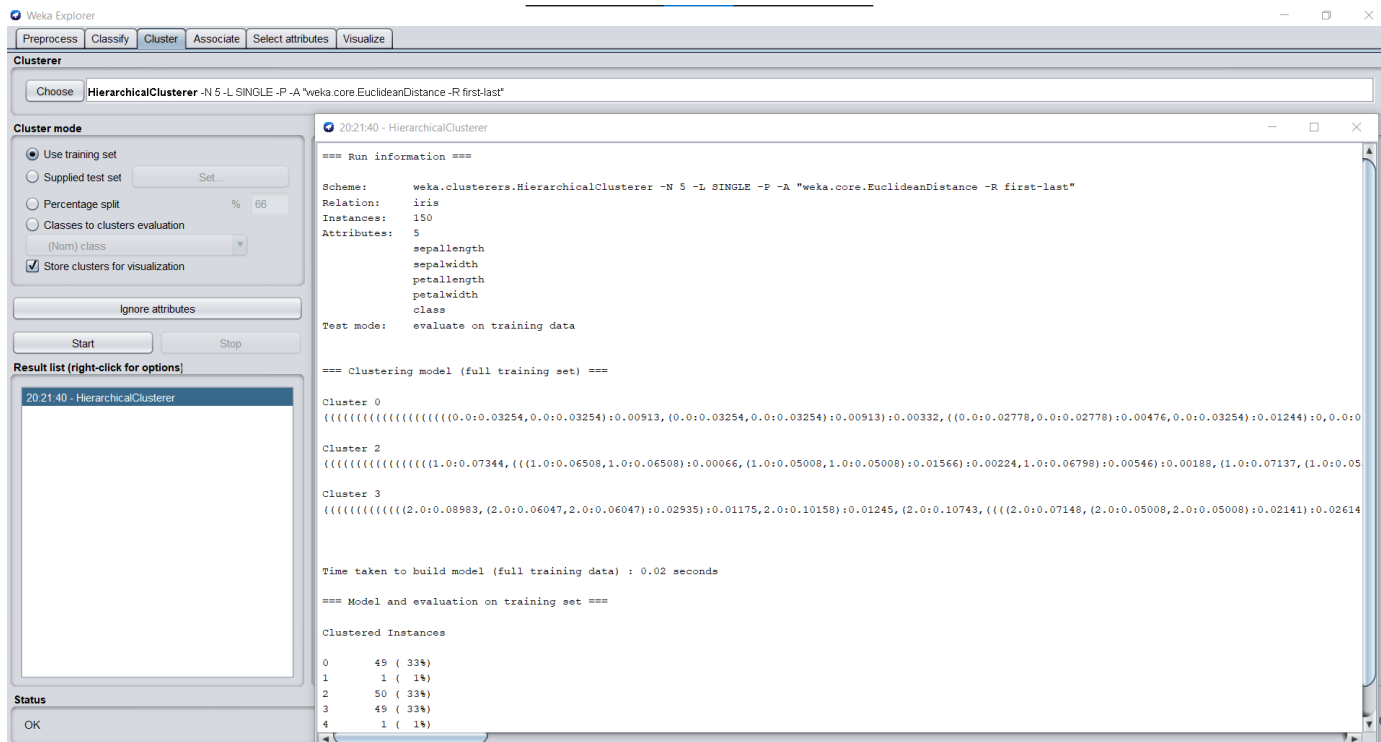 Weka Explorer
Preprocess Classify Cluster Associate Select attributes Visualize
Clusterer
Choose HierarchicalClusterer -N 5 -L SINGLE -P -A "weka.core.EuclideanDistance -R first-last"
Cluster mode
Use training set
Supplied test set Set...
Percentage split % 66
Classes to clusters evaluation
(Nom) class
Store clusters for visualization
Ignore attributes
Start Stop
Result list (right-click for options)
20:21:40 - HierarchicalClusterer
Status
OK
20:21:40 - HierarchicalClusterer
=== Run information ===
Scheme: weka.clusterers.HierarchicalClusterer -N 5 -L SINGLE -P -A "weka.core.EuclideanDistance -R first-last"
Relation: iris
Instances: 150
Attributes: 5
sepallength
sepalwidth
petallength
petalwidth
class
Test mode: evaluate on training data
=== Clustering model (full training set) ===
Cluster 0
((((((((((((((((((((0.0:0.03254,0.0:0.03254):0.00913,(0.0:0.03254,0.0:0.03254):0.00913):0.00332,((0.0:0.02778,0.0:0.02778):0.00476,0.0:0.03254):0.01244):0,0.0:0
Cluster 2
(((((((((((((((((1.0:0.07344,(((1.0:0.06508,1.0:0.06508):0.00066,(1.0:0.05008,1.0:0.05008):0.01566):0.00224,1.0:0.06798):0.00546):0.00188,(1.0:0.07137,(1.0:0.05
Cluster 3
(((((((((((((2.0:0.08983,(2.0:0.06047,2.0:0.06047):0.02935):0.01175,2.0:0.10158):0.01245,(2.0:0.10743,((((2.0:0.07148,(2.0:0.05008,2.0:0.05008):0.02141):0.02614
Time taken to build model (full training data) : 0.02 seconds
=== Model and evaluation on training set ===
Clustered Instances
0 49 ( 33%)
1 1 ( 1%)
2 50 ( 33%)
3 49 ( 33%)
4 1 ( 1%)